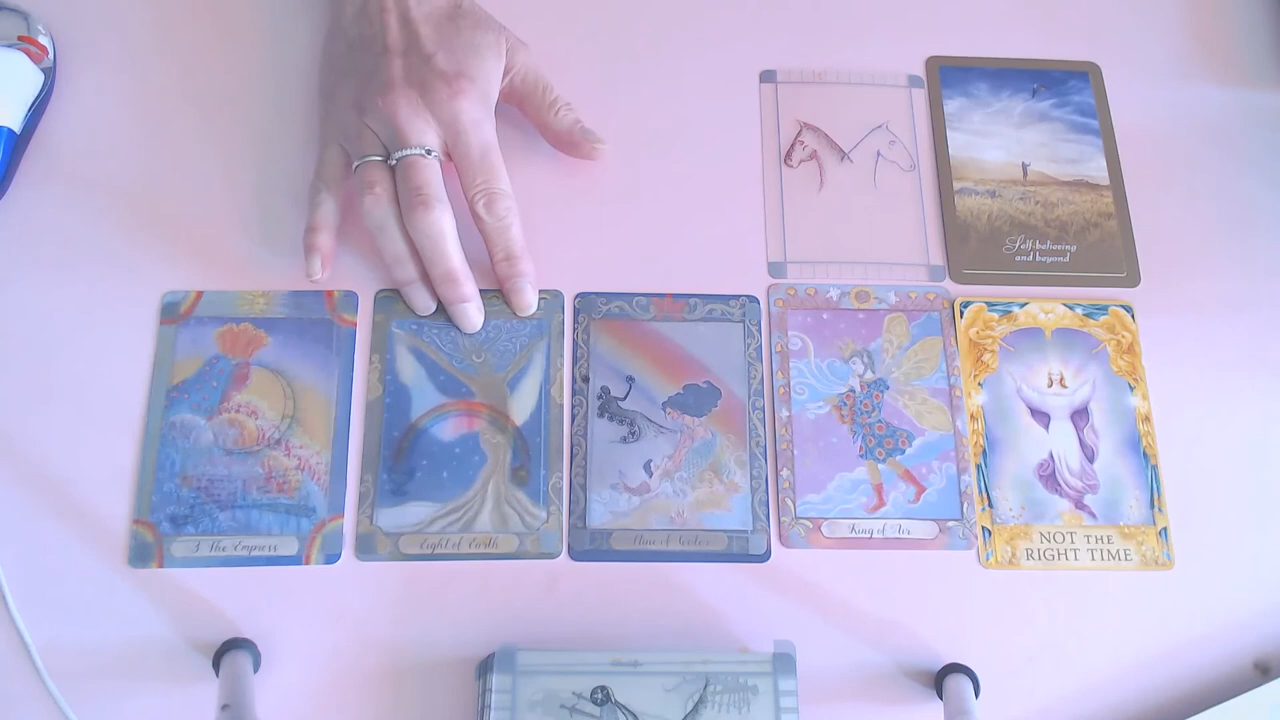 Self-believing
and beyond
3 The Empress
Eight of Earth
Nine of Water
King of Air
NOT THE
RIGHT TIME